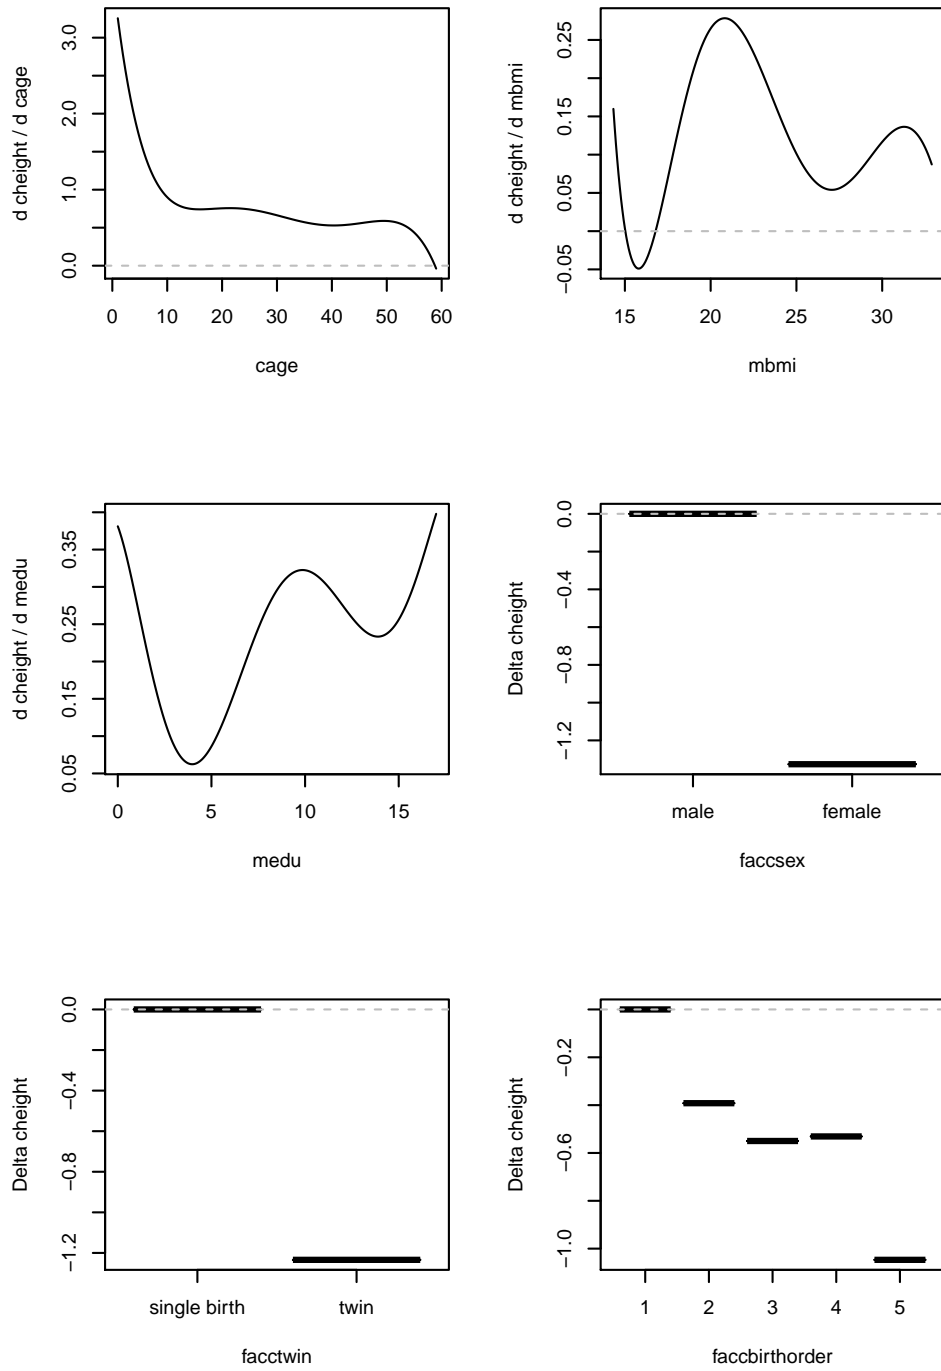 d cheight / d cage
3.0
2.0
1.0
0.0
0 10 20 30 40 50 60
cage
d cheight / d mbmi
0.25
0.15
0.05
−0.05
15 20 25 30
mbmi
d cheight / d medu
0.35
0.25
0.15
0.05
0 5 10 15
medu
Delta cheight
0.0
−0.4
−0.8
−1.2
male female
faccsex
Delta cheight
0.0
−0.4
−0.8
−1.2
single birth twin
facctwin
Delta cheight
−0.2
−0.6
−1.0
1 2 3 4 5
faccbirthorder